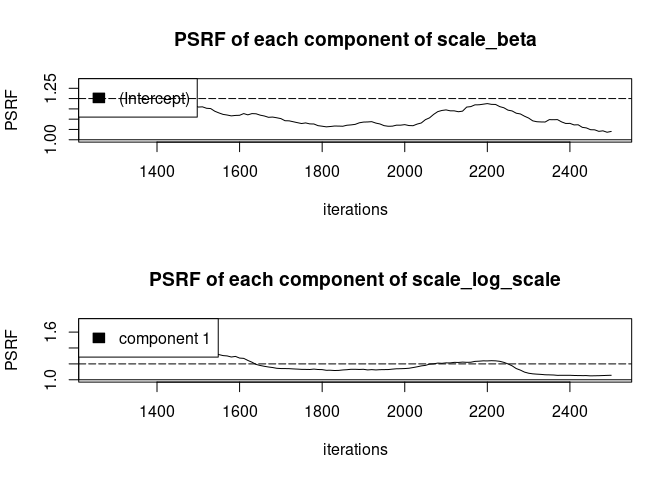 PSRF of each component of scale_beta
PSRF
1.25
1.00
(Intercept)
1400 1600 1800 2000 2200 2400
iterations
PSRF of each component of scale_log_scale
PSRF
1.6
1.0
component 1
1400 1600 1800 2000 2200 2400
iterations